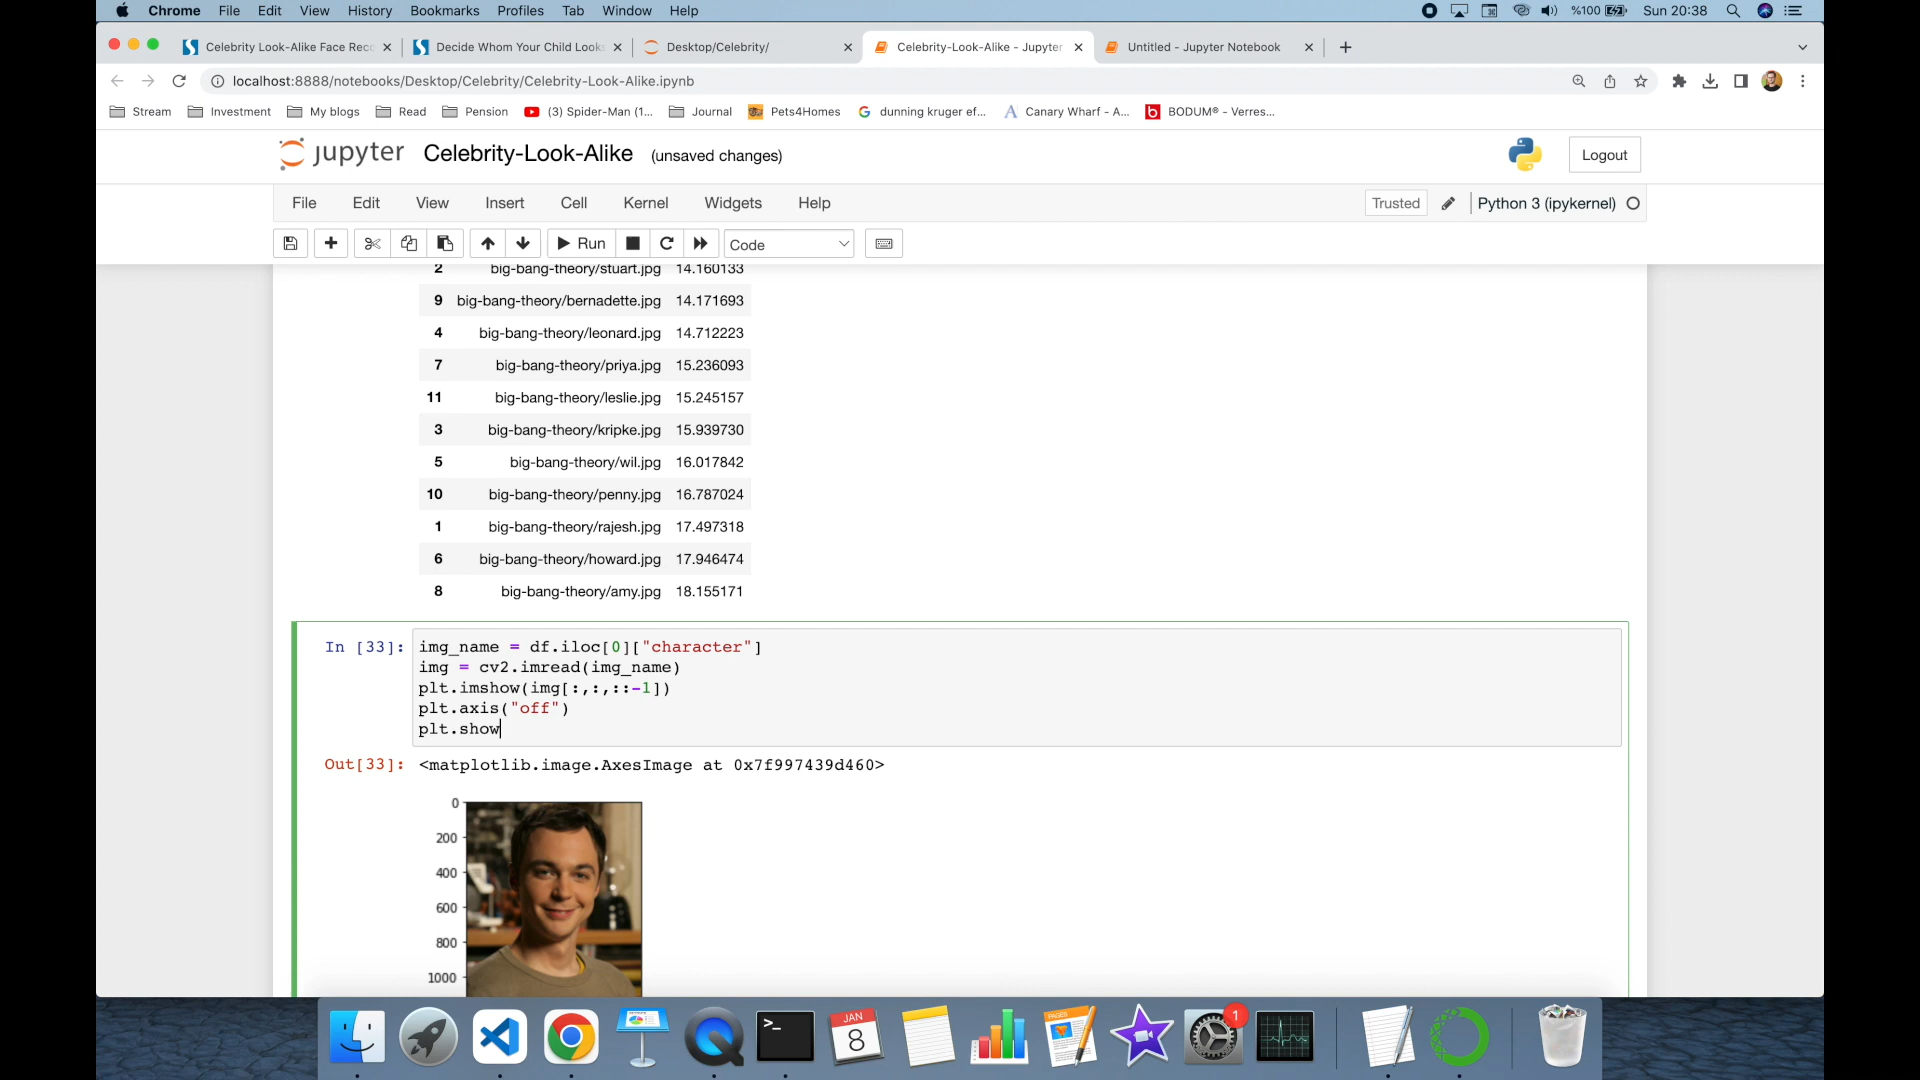 Chrome File Edit View History Bookmarks Profiles Tab Window Help %100 Sun 20:38
Celebrity Look-Alike Face Reco Decide Whom Your Child Looks Desktop/Celebrity/ Celebrity-Look-Alike - Jupyter Untitled - Jupyter Notebook
localhost:8888/notebooks/Desktop/Celebrity/Celebrity-Look-Alike.ipynb
Stream Investment My blogs Read Pension (3) Spider-Man (1... Journal Pets4Homes dunning kruger ef... Canary Wharf - A... BODUM® - Verres...
jupyter Celebrity-Look-Alike (unsaved changes) Logout
File Edit View Insert Cell Kernel Widgets Help Trusted Python 3 (ipykernel)
Run Code
2 big-bang-theory/stuart.jpg 14.160133
9 big-bang-theory/bernadette.jpg 14.171693
4 big-bang-theory/leonard.jpg 14.712223
7 big-bang-theory/priya.jpg 15.236093
11 big-bang-theory/leslie.jpg 15.245157
3 big-bang-theory/kripke.jpg 15.939730
5 big-bang-theory/wil.jpg 16.017842
10 big-bang-theory/penny.jpg 16.787024
1 big-bang-theory/rajesh.jpg 17.497318
6 big-bang-theory/howard.jpg 17.946474
8 big-bang-theory/amy.jpg 18.155171
In [33]: img_name = df.iloc[0]["character"]
img = cv2.imread(img_name)
plt.imshow(img[:,:,::-1])
plt.axis("off")
plt.show
Out[33]: <matplotlib.image.AxesImage at 0x7f997439d460>
0
200
400
600
800
1000
JAN
8
PAGES
1
>_